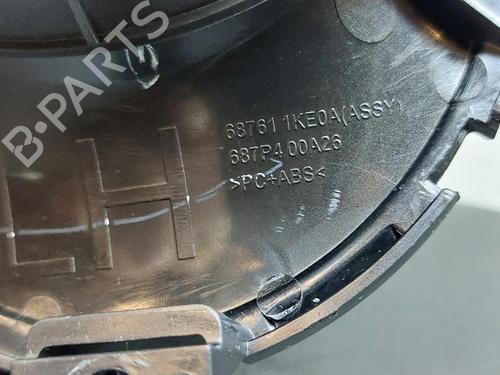 68761 1KE0A(ASSY)
687P4 00A26
>PC+ABS<
LH
B-PARTS